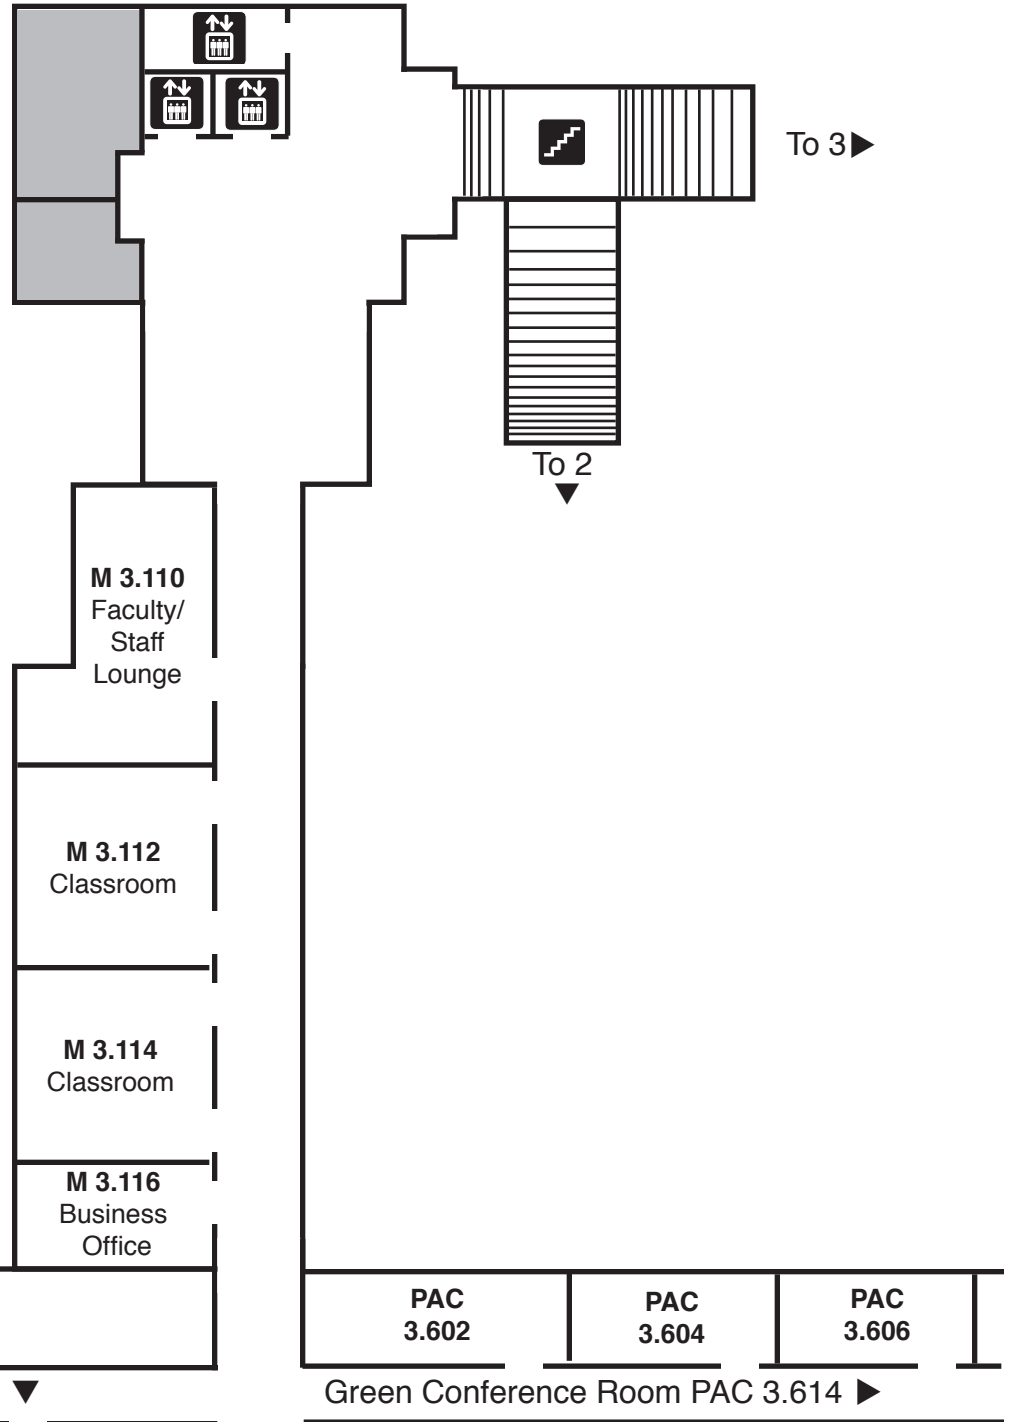 To 3
To 2
M 3.110
Faculty/
Staff
Lounge
M 3.112
Classroom
M 3.114
Classroom
M 3.116
Business
Office
PAC
3.602
PAC
3.604
PAC
3.606
Green Conference Room PAC 3.614